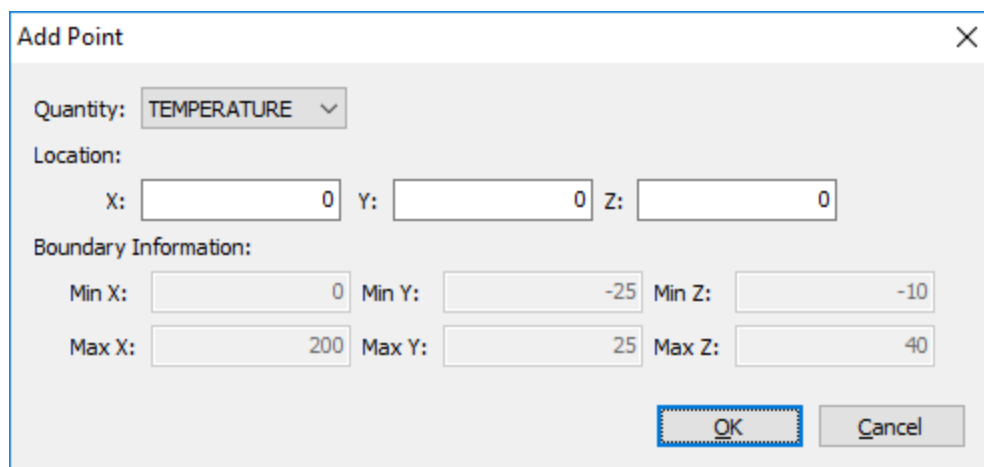 Add Point
Quantity: TEMPERATURE
Location:
X: 0 Y: 0 Z: 0
Boundary Information:
Min X: 0 Min Y: -25 Min Z: -10
Max X: 200 Max Y: 25 Max Z: 40
OK Cancel